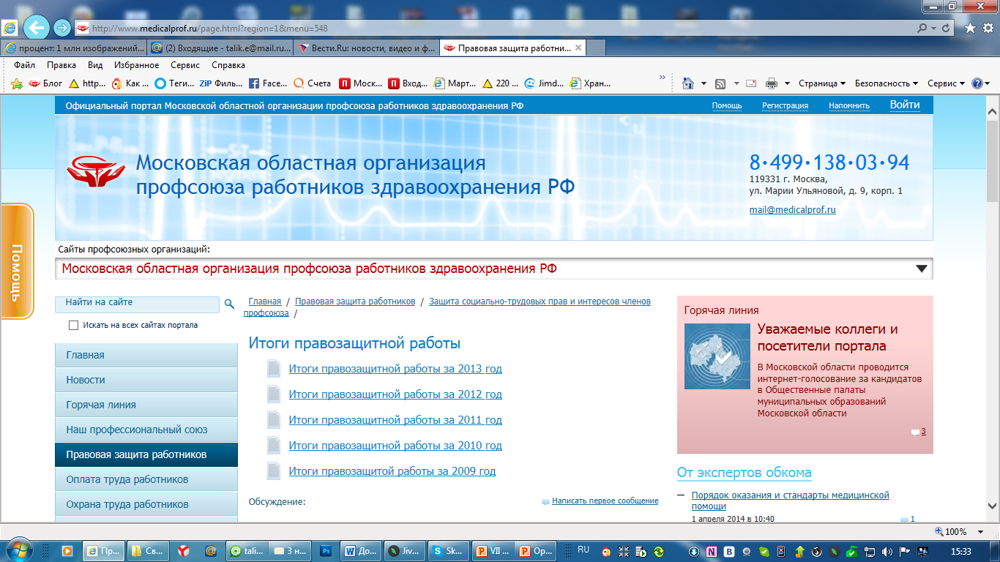 http://www.medicalprof.ru/page.html?region=1&menu=548
процент: 1 млн изображений...
(2) Входящие - talik.e@mail.ru...
Вести.Ru: новости, видео и ф...
Правовая защита работни...
Файл Правка Вид Избранное Сервис Справка
Блог http... Как ... Теги... ZiP Филь... Face... Счета Моск... Вход... Март... 220 ... Jimd... Хран... » Страница Безопасность Сервис
Официальный портал Московской областной организации профсоюза работников здравоохранения РФ
Помощь Регистрация Напомнить Войти
Московская областная организация
профсоюза работников здравоохранения РФ
8·499·138·03·94
119331 г. Москва,
ул. Марии Ульяновой, д. 9, корп. 1
mail@medicalprof.ru
Помощь
Сайты профсоюзных организаций:
Московская областная организация профсоюза работников здравоохранения РФ
Найти на сайте
Искать на всех сайтах портала
Главная
Новости
Горячая линия
Наш профессиональный союз
Правовая защита работников
Оплата труда работников
Охрана труда работников
Главная / Правовая защита работников / Защита социально-трудовых прав и интересов членов
профсоюза /
Итоги правозащитной работы
Итоги правозащитной работы за 2013 год
Итоги правозащитной работы за 2012 год
Итоги правозащитной работы за 2011 год
Итоги правозащитной работы за 2010 год
Итоги правозащитой работы за 2009 год
Обсуждение:
Написать первое сообщение
Горячая линия
Уважаемые коллеги и
посетители портала
В Московской области проводится
интернет-голосование за кандидатов
в Общественные палаты
муниципальных образований
Московской области
3
От экспертов обкома
Порядок оказания и стандарты медицинской
помощи
1 апреля 2014 в 10:40
1
100%
Пр... Св... tali... 3 н... До... Jiv... Sk... VII ... Ор... RU 15:33